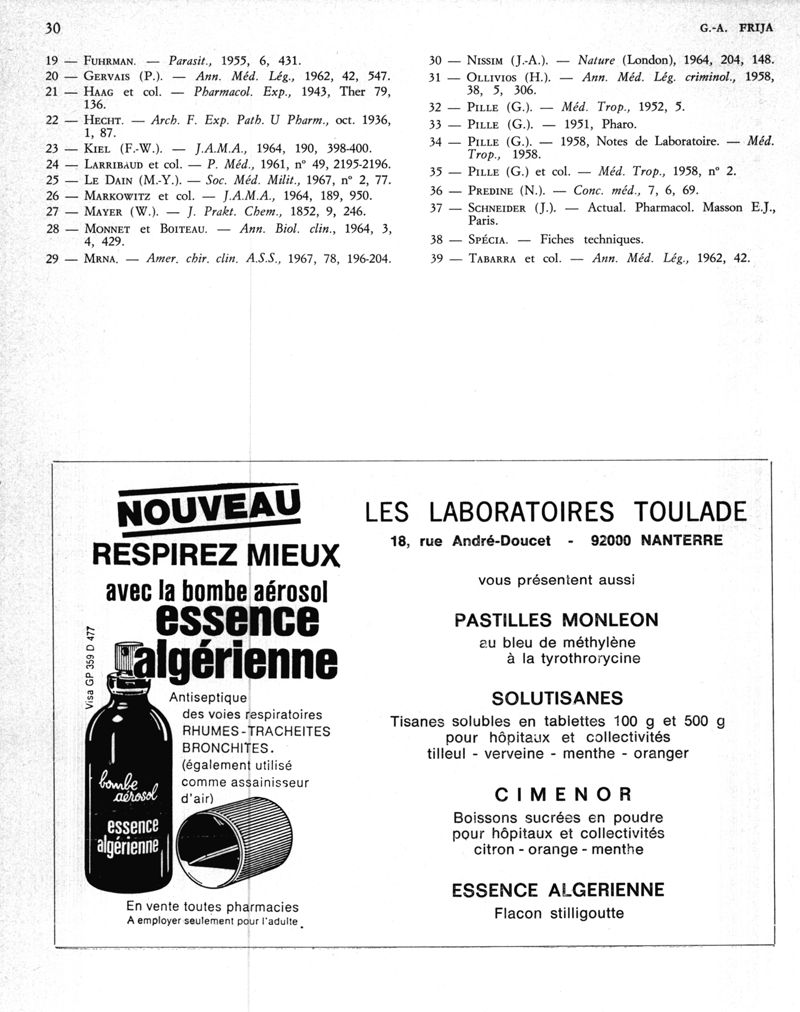 30
G.-A. FRIJA
19 — FUHRMAN. — Parasit., 1955, 6, 431.
20 — GERVAIS (P.). — Ann. Méd. Lég., 1962, 42, 547.
21 — HAAG et col. — Pharmacol. Exp., 1943, Ther 79,
136.
22 — HECHT. — Arch. F. Exp. Path. U Pharm., oct. 1936,
1, 87.
23 — KIEL (F.-W.). — J.A.M.A., 1964, 190, 398-400.
24 — LARRIBAUD et col. — P. Méd., 1961, n° 49, 2195-2196.
25 — LE DAIN (M.-Y.). — Soc. Méd. Milit., 1967, n° 2, 77.
26 — MARKOWITZ et col. — J.A.M.A., 1964, 189, 950.
27 — MAYER (W.). — J. Prakt. Chem., 1852, 9, 246.
28 — MONNET et BOITEAU. — Ann. Biol. clin., 1964, 3,
4, 429.
29 — MRNA. — Amer. chir. clin. A.S.S., 1967, 78, 196-204.
30 — NISSIM (J.-A.). — Nature (London), 1964, 204, 148.
31 — OLLIVIOS (H.). — Ann. Méd. Lég. criminol., 1958,
38, 5, 306.
32 — PILLE (G.). — Méd. Trop., 1952, 5.
33 — PILLE (G.). — 1951, Pharo.
34 — PILLE (G.). — 1958, Notes de Laboratoire. — Méd.
Trop., 1958.
35 — PILLE (G.) et col. — Méd. Trop., 1958, n° 2.
36 — PREDINE (N.). — Conc. méd., 7, 6, 69.
37 — SCHNEIDER (J.). — Actual. Pharmacol. Masson E.J.,
Paris.
38 — SPÉCIA. — Fiches techniques.
39 — TABARRA et col. — Ann. Méd. Lég., 1962, 42.
NOUVEAU
RESPIREZ MIEUX
avec la bombe aérosol
essence
algérienne
Visa GP 359 D 477
Antiseptique
des voies respiratoires
RHUMES-TRACHEITES
BRONCHITES.
(également utilisé
comme assainisseur
d'air)
bombe
aérosol
essence
algérienne
En vente toutes pharmacies
A employer seulement pour l'adulte.
LES LABORATOIRES TOULADE
18, rue André-Doucet - 92000 NANTERRE
vous présentent aussi
PASTILLES MONLEON
au bleu de méthylène
à la tyrothrorycine
SOLUTISANES
Tisanes solubles en tablettes 100 g et 500 g
pour hôpitaux et collectivités
tilleul - verveine - menthe - oranger
CIMENOR
Boissons sucrées en poudre
pour hôpitaux et collectivités
citron - orange - menthe
ESSENCE ALGERIENNE
Flacon stilligoutte